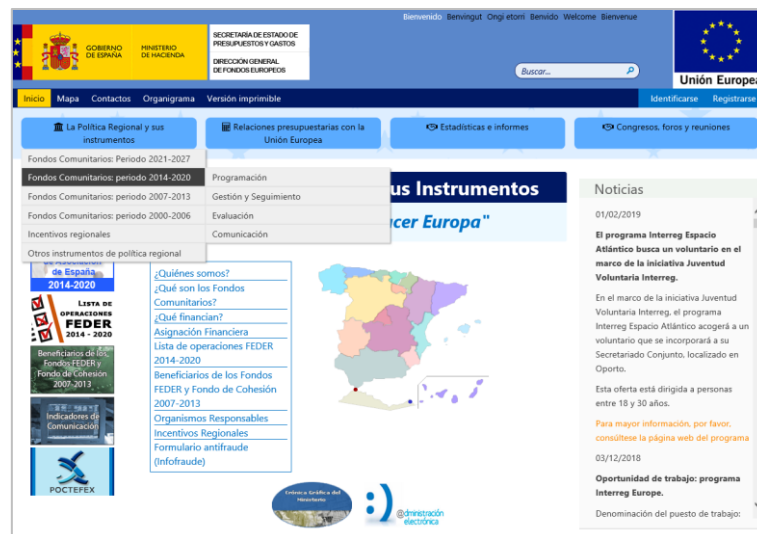 Bienvenido Benvingut Ongi etorri Benvido Welcome Bienvenue
GOBIERNO
DE ESPAÑA
MINISTERIO
DE HACIENDA
SECRETARÍA DE ESTADO DE
PRESUPUESTOS Y GASTOS
DIRECCIÓN GENERAL
DE FONDOS EUROPEOS
Buscar...
Unión Europea
Inicio Mapa Contactos Organigrama Versión imprimible
Identificarse Registrarse
La Política Regional y sus
instrumentos
Relaciones presupuestarias con la
Unión Europea
Estadísticas e informes
Congresos, foros y reuniones
Fondos Comunitarios: Periodo 2021-2027
Fondos Comunitarios: periodo 2014-2020
Fondos Comunitarios: periodo 2007-2013
Fondos Comunitarios: periodo 2000-2006
Incentivos regionales
Otros instrumentos de política regional
Programación
Gestión y Seguimiento
Evaluación
Comunicación
us Instrumentos
cer Europa"
de España
2014-2020
LISTA DE
OPERACIONES
FEDER
2014 - 2020
Beneficiarios de los
Fondos FEDER y
Fondo de Cohesión
2007-2013
Indicadores de
Comunicación
POCTEFEX
¿Quiénes somos?
¿Qué son los Fondos
Comunitarios?
¿Qué financian?
Asignación Financiera
Lista de operaciones FEDER
2014-2020
Beneficiarios de los Fondos
FEDER y Fondo de Cohesión
2007-2013
Organismos Responsables
Incentivos Regionales
Formulario antifraude
(Infofraude)
Crónica Gráfica del
Ministerio
:)
@dministración
electrónica
Noticias
01/02/2019
El programa Interreg Espacio
Atlántico busca un voluntario en el
marco de la iniciativa Juventud
Voluntaria Interreg.
En el marco de la iniciativa Juventud
Voluntaria Interreg, el programa
Interreg Espacio Atlántico acogerá a un
voluntario que se incorporará a su
Secretariado Conjunto, localizado en
Oporto.
Esta oferta está dirigida a personas
entre 18 y 30 años.
Para mayor información, por favor,
consúltese la página web del programa
03/12/2018
Oportunidad de trabajo: programa
Interreg Europe.
Denominación del puesto de trabajo: